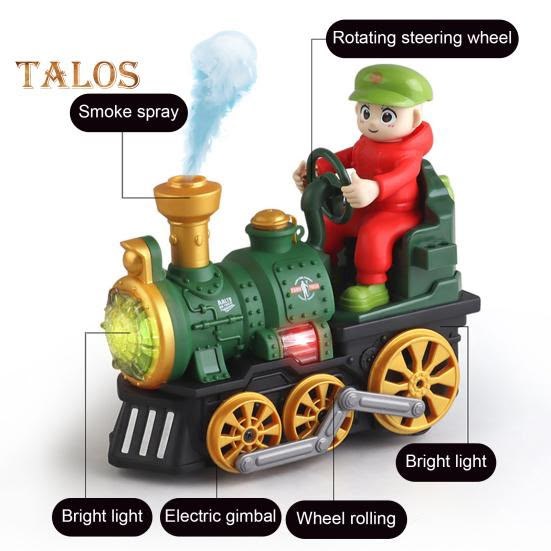 Rotating steering wheel
TALOS
Smoke spray
Bright light
Bright light
Electric gimbal
Wheel rolling